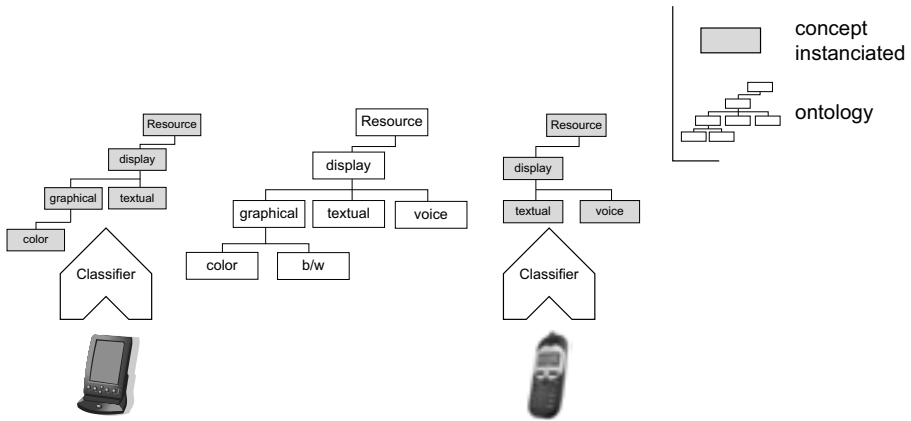 concept
instanciated
ontology
Resource
display
graphical
textual
color
Classifier
Resource
display
graphical
textual
voice
color
b/w
Resource
display
textual
voice
Classifier